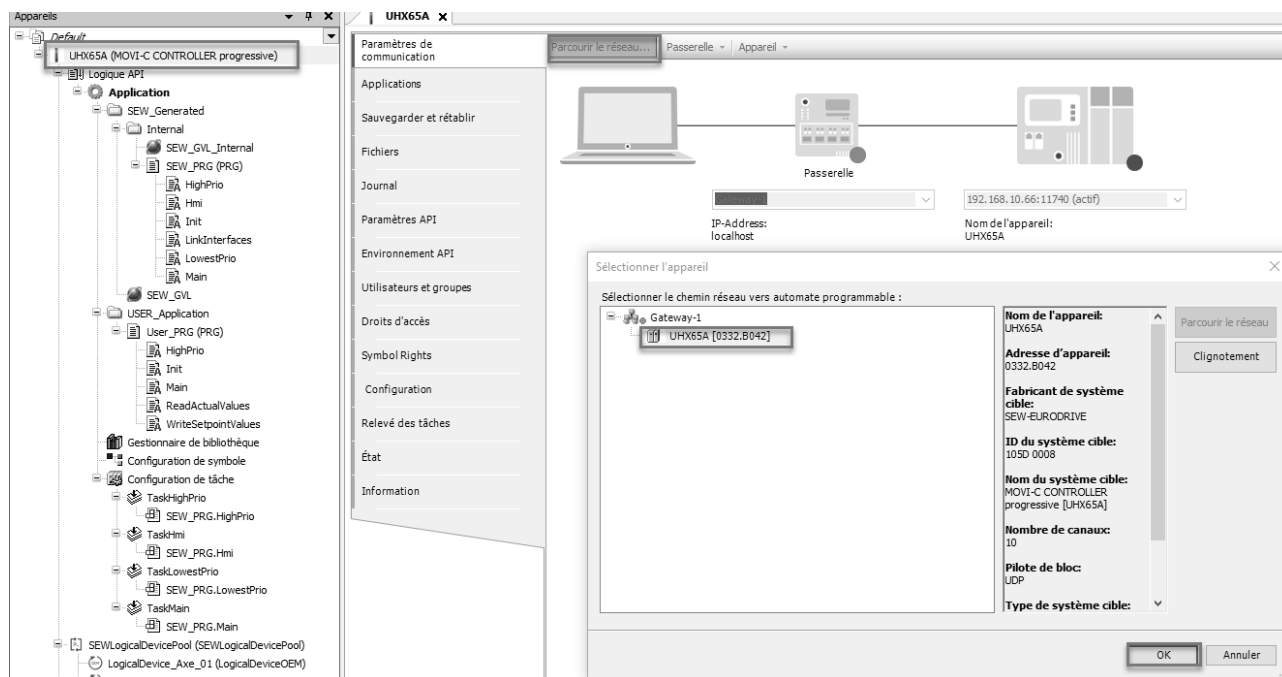 Appareils
Default
UHX65A (MOVI-C CONTROLLER progressive)
Logique API
Application
SEW_Generated
Internal
SEW_GVL_Internal
SEW_PRG (PRG)
HighPrio
Hmi
Init
LinkInterfaces
LowestPrio
Main
SEW_GVL
USER_Application
User_PRG (PRG)
HighPrio
Init
Main
ReadActualValues
WriteSetpointValues
Gestionnaire de bibliothèque
Configuration de symbole
Configuration de tâche
TaskHighPrio
SEW_PRG.HighPrio
TaskHmi
SEW_PRG.Hmi
TaskLowestPrio
SEW_PRG.LowestPrio
TaskMain
SEW_PRG.Main
SEWLogicalDevicePool (SEWLogicalDevicePool)
LogicalDevice_Axe_01 (LogicalDeviceOEM)
UHX65A
Paramètres de
communication
Applications
Sauvegarder et rétablir
Fichiers
Journal
Paramètres API
Environnement API
Utilisateurs et groupes
Droits d'accès
Symbol Rights
Configuration
Relevé des tâches
État
Information
Parcourir le réseau... Passerelle Appareil
Passerelle
Gateway-1
IP-Address:
localhost
192.168.10.66:11740 (actif)
Nom de l'appareil:
UHX65A
Sélectionner l'appareil
Sélectionner le chemin réseau vers automate programmable :
Gateway-1
UHX65A [0332.B042]
Nom de l'appareil:
UHX65A
Adresse d'appareil:
0332.B042
Fabricant de système
cible:
SEW-EURODRIVE
ID du système cible:
105D 0008
Nom du système cible:
MOVI-C CONTROLLER
progressive [UHX65A]
Nombre de canaux:
10
Pilote de bloc:
UDP
Type de système cible:
Parcourir le réseau
Clignotement
OK Annuler